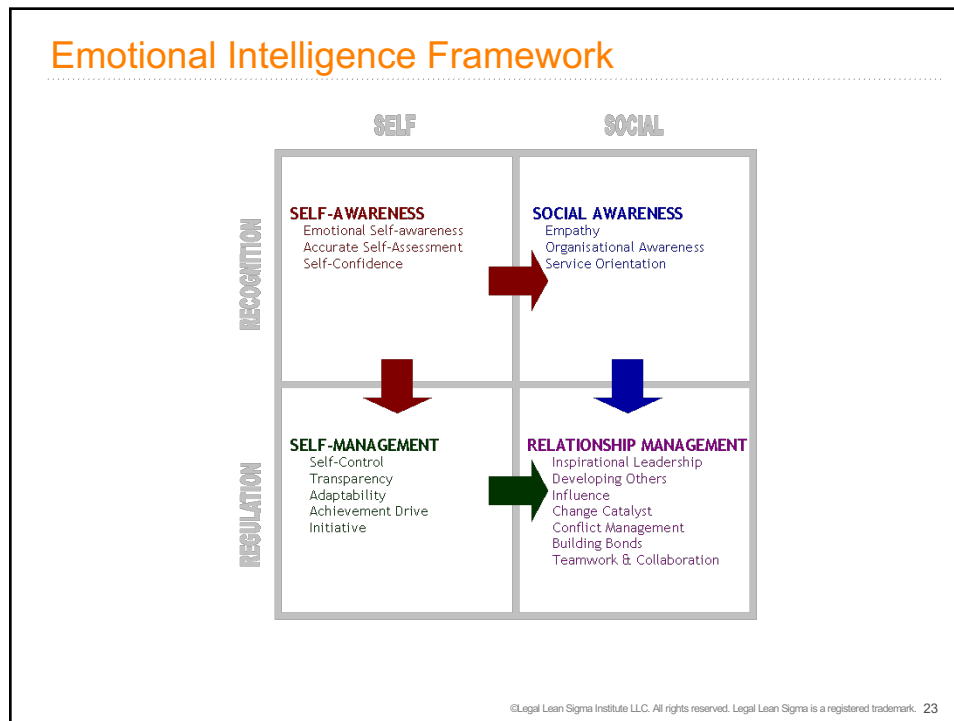 Emotional Intelligence Framework
SELF
SOCIAL
RECOGNITION
SELF-AWARENESS
Emotional Self-awareness
Accurate Self-Assessment
Self-Confidence
SOCIAL AWARENESS
Empathy
Organisational Awareness
Service Orientation
REGULATION
SELF-MANAGEMENT
Self-Control
Transparency
Adaptability
Achievement Drive
Initiative
RELATIONSHIP MANAGEMENT
Inspirational Leadership
Developing Others
Influence
Change Catalyst
Conflict Management
Building Bonds
Teamwork & Collaboration
©Legal Lean Sigma Institute LLC. All rights reserved. Legal Lean Sigma is a registered trademark. 23